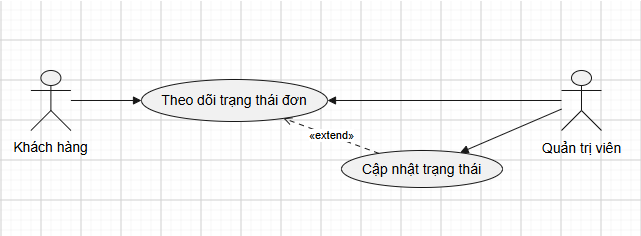 Theo dõi trạng thái đơn
«extend»
Khách hàng
Quản trị viên
Cập nhật trạng thái